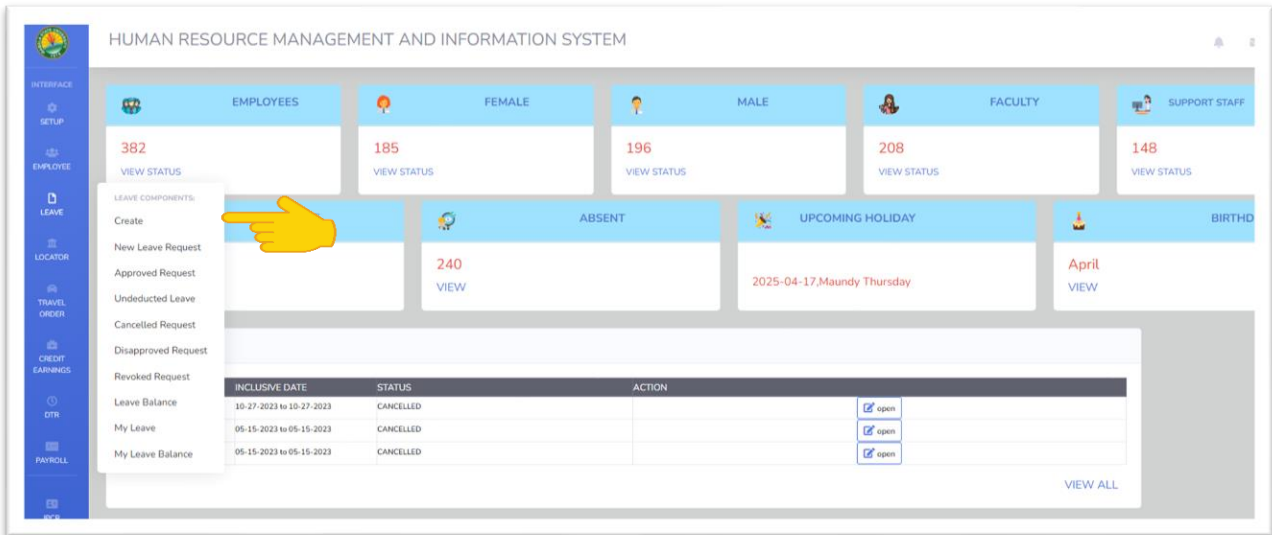 HUMAN RESOURCE MANAGEMENT AND INFORMATION SYSTEM
INTERFACE
SETUP
EMPLOYEE
LEAVE
LOCATOR
TRAVEL
ORDER
CREDIT
EARNINGS
DTR
PAYROLL
EMPLOYEES
382
VIEW STATUS
FEMALE
185
VIEW STATUS
MALE
196
VIEW STATUS
FACULTY
208
VIEW STATUS
SUPPORT STAFF
148
VIEW STATUS
LEAVE COMPONENTS:
Create
New Leave Request
Approved Request
Undeducted Leave
Cancelled Request
Disapproved Request
Revoked Request
Leave Balance
My Leave
My Leave Balance
ABSENT
240
VIEW
UPCOMING HOLIDAY
2025-04-17,Maundy Thursday
BIRTHD
April
VIEW
INCLUSIVE DATE STATUS ACTION
10-27-2023 to 10-27-2023 CANCELLED open
05-15-2023 to 05-15-2023 CANCELLED open
05-15-2023 to 05-15-2023 CANCELLED open
VIEW ALL